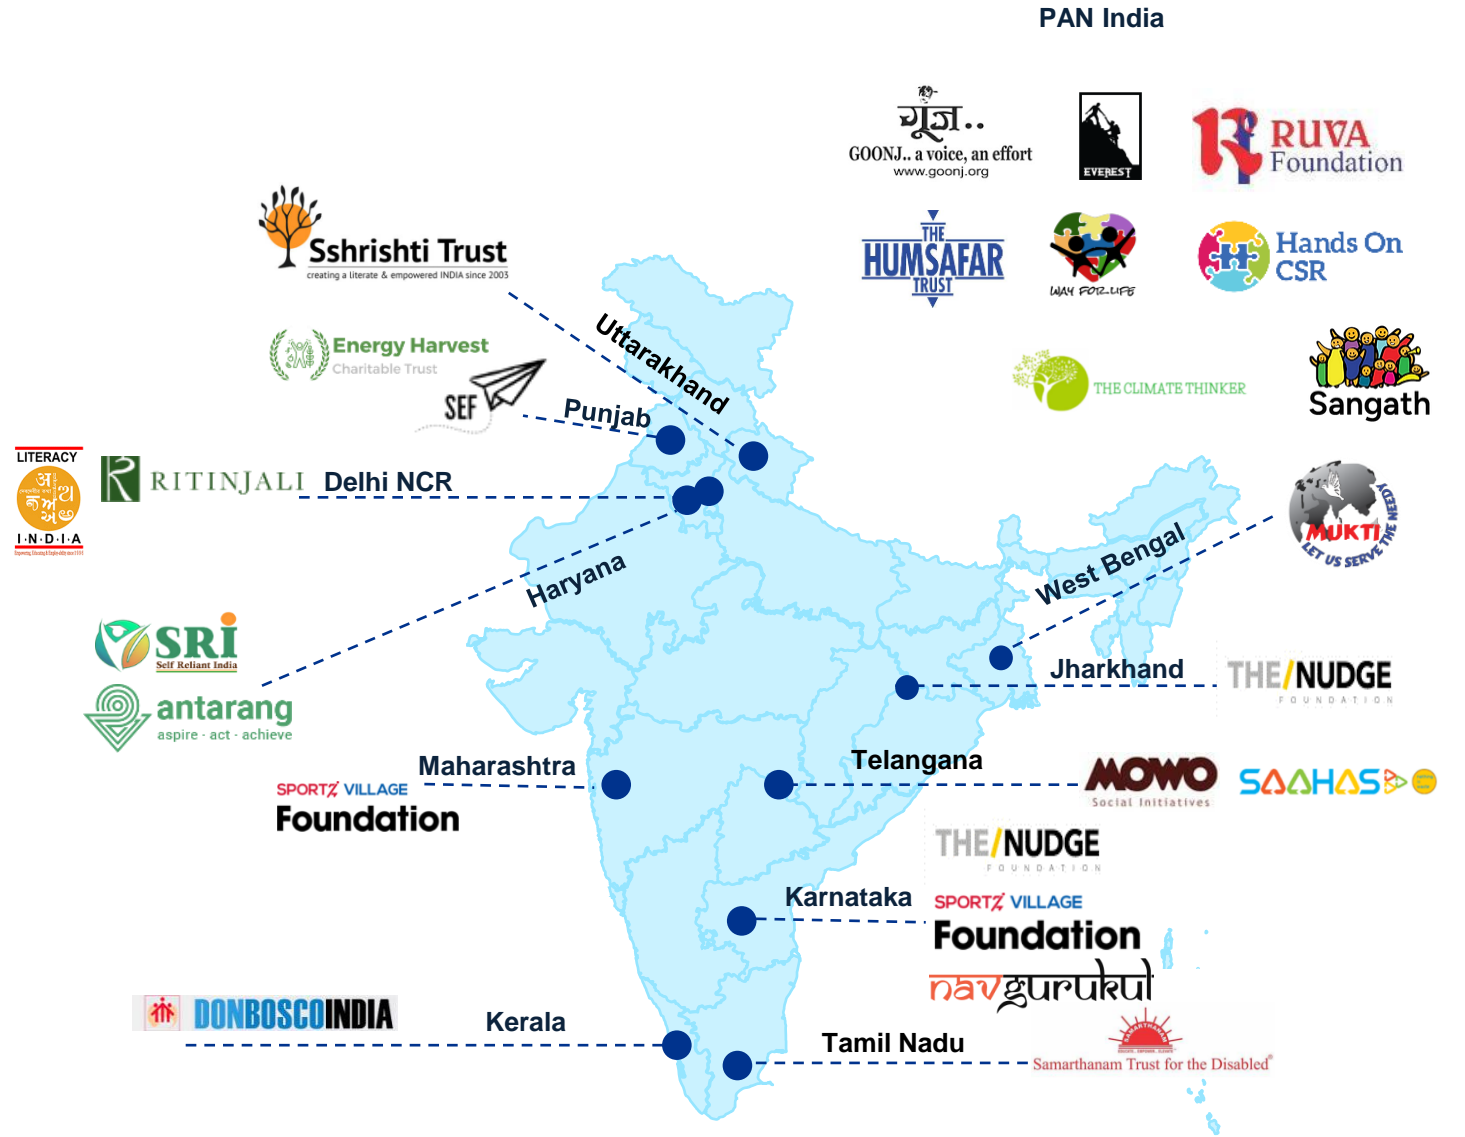 PAN India
गूंज..
GOONJ.. a voice, an effort
www.goonj.org
EVEREST
RUVA
Foundation
THE
HUMSAFAR
TRUST
WAY FOR LIFE
Hands On
CSR
Sshrishti Trust
creating a literate & empowered INDIA since 2003
Uttarakhand
Energy Harvest
Charitable Trust
SEF
Punjab
THE CLIMATE THINKER
Sangath
LITERACY
I·N·D·I·A
RITINJALI
Delhi NCR
MUKTI
LET US SERVE THE NEEDY
West Bengal
Haryana
SRI
Self Reliant India
antarang
aspire - act - achieve
Jharkhand
THE/NUDGE
FOUNDATION
Maharashtra
SPORTZ VILLAGE
Foundation
Telangana
MOWO
Social Initiatives
SAAHAS
THE/NUDGE
FOUNDATION
Karnataka
SPORTZ VILLAGE
Foundation
navgurukul
DONBOSCOINDIA
Kerala
Tamil Nadu
SAMARTHANAM
Samarthanam Trust for the Disabled®